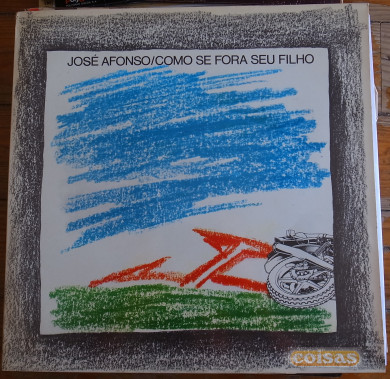 JOSÉ AFONSO/COMO SE FORA SEU FILHO
coisas